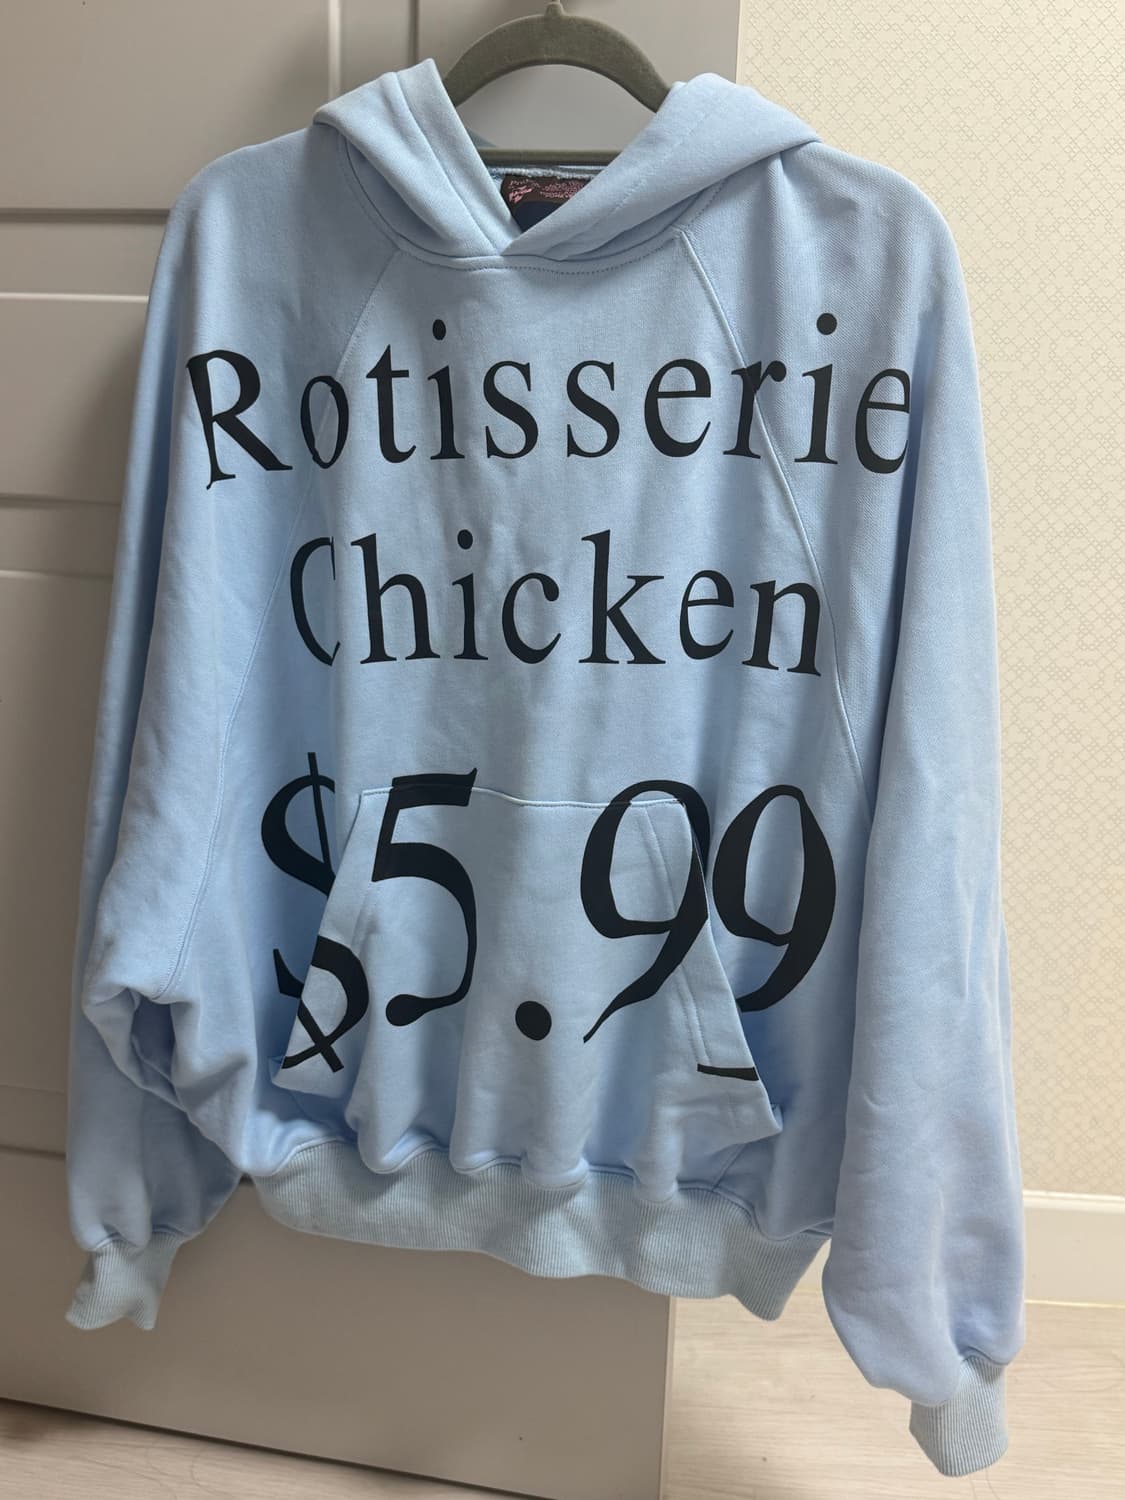 Rotisserie
Chicken
$5.99